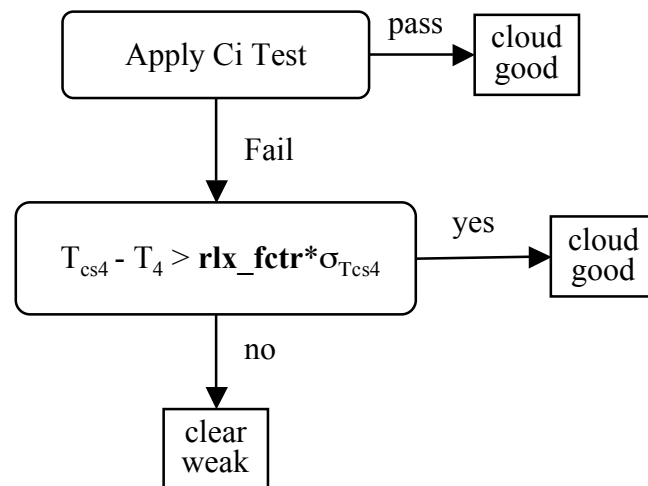 pass
Apply Ci Test
cloud
good
Fail
yes
T_cs4 - T_4 > rlx_fctr*σ_Tcs4
cloud
good
no
clear
weak